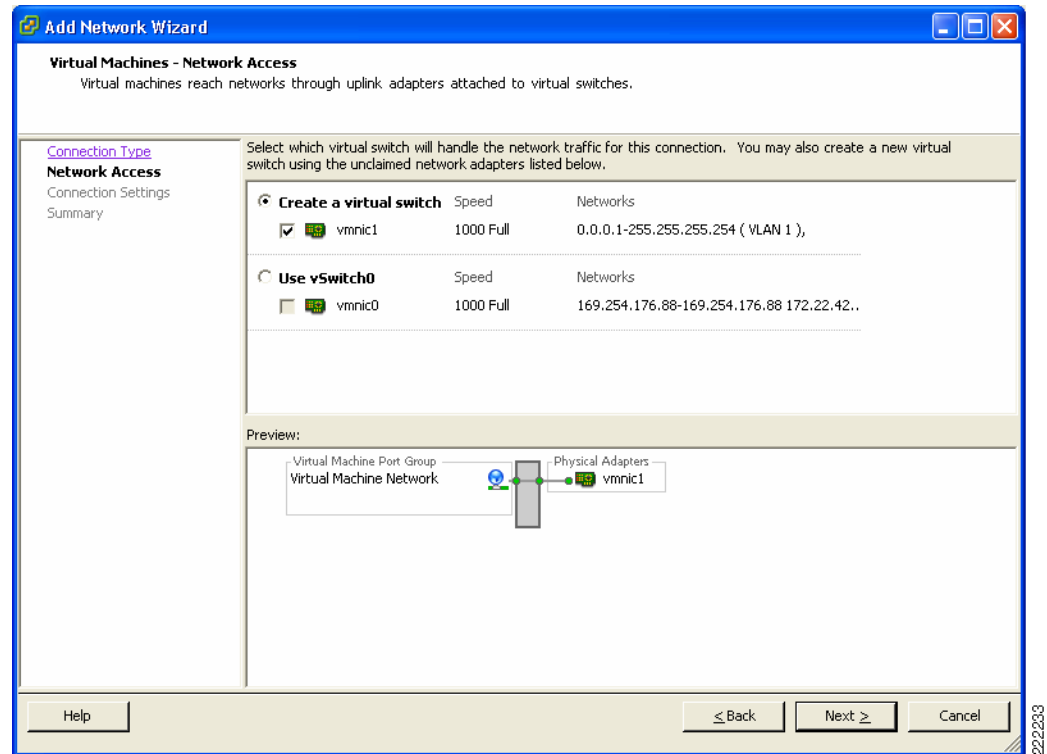 Add Network Wizard
Virtual Machines - Network Access
Virtual machines reach networks through uplink adapters attached to virtual switches.
Connection Type
Network Access
Connection Settings
Summary
Select which virtual switch will handle the network traffic for this connection. You may also create a new virtual
switch using the unclaimed network adapters listed below.
Create a virtual switch Speed Networks
vmnic1 1000 Full 0.0.0.1-255.255.255.254 ( VLAN 1 ),
Use vSwitch0 Speed Networks
vmnic0 1000 Full 169.254.176.88-169.254.176.88 172.22.42..
Preview:
Virtual Machine Port Group Physical Adapters
Virtual Machine Network vmnic1
Help < Back Next > Cancel
222233